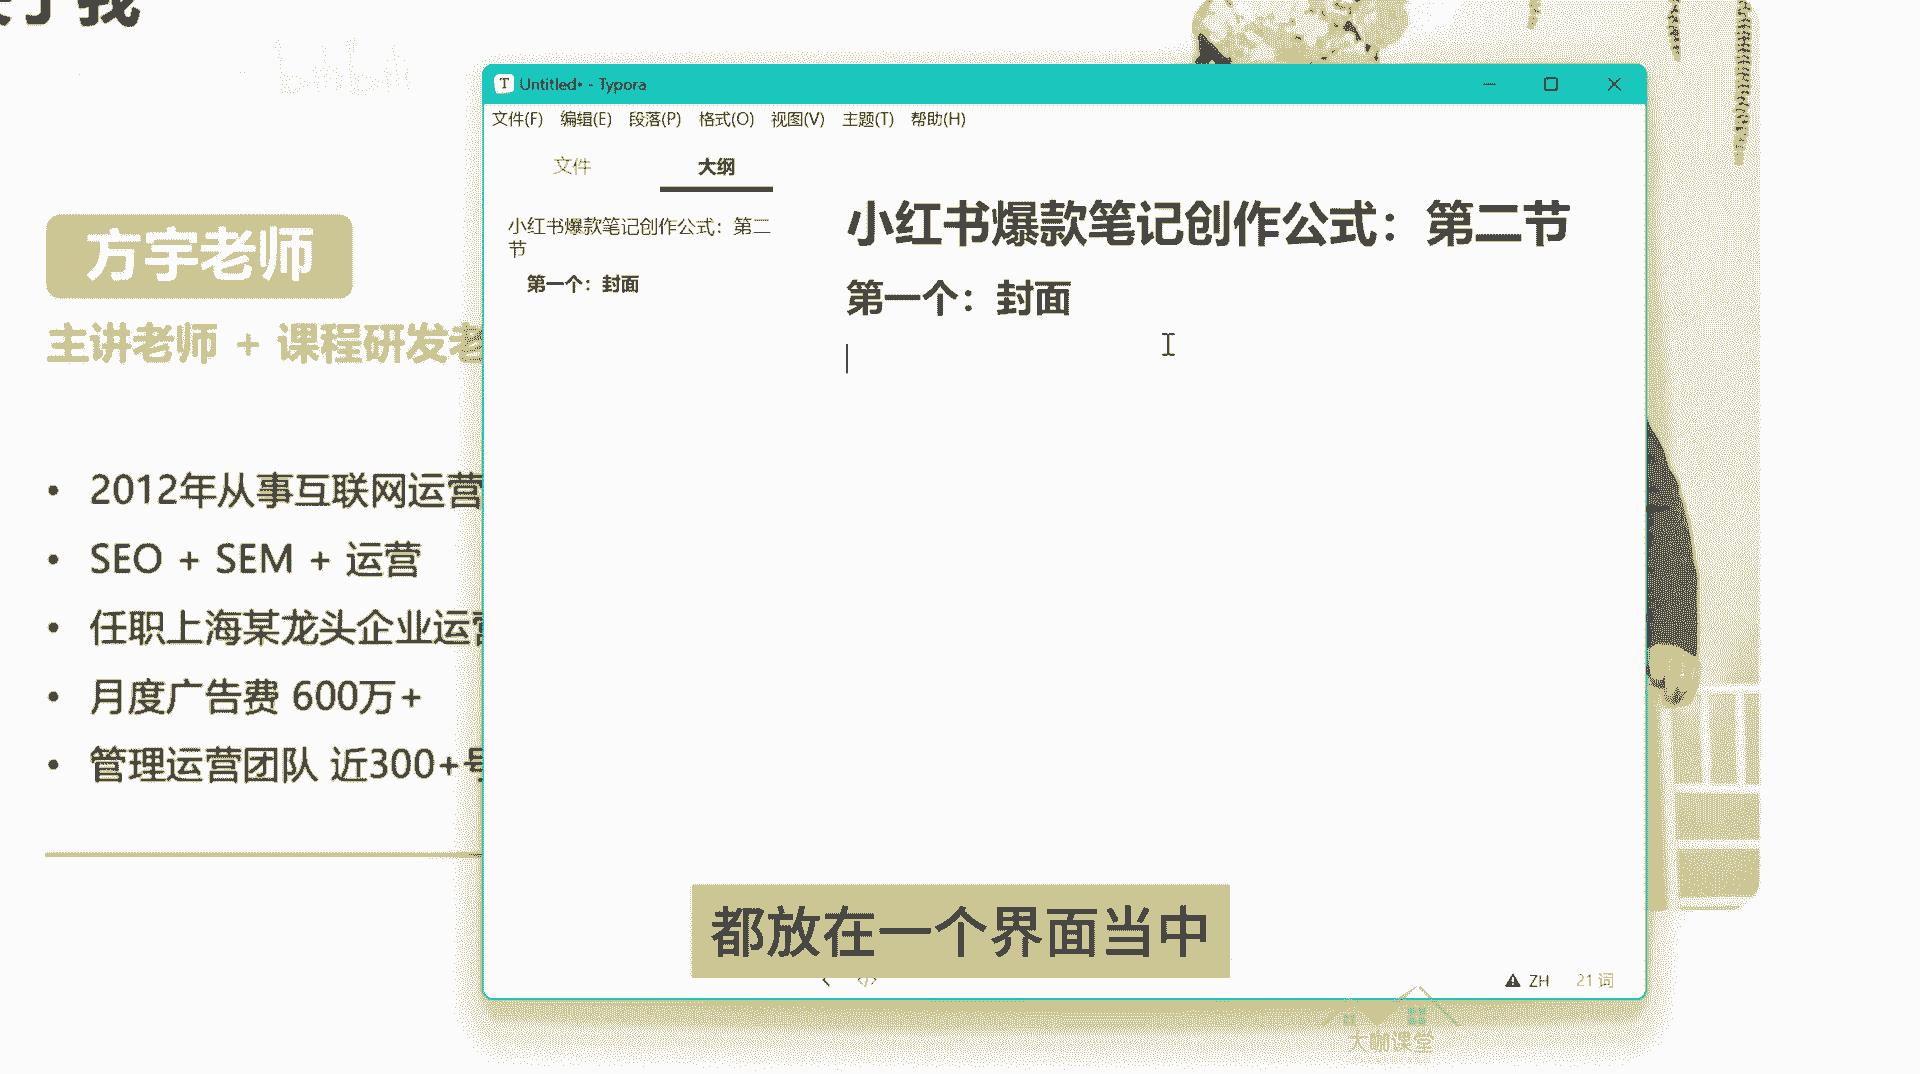 了我
bilibili
方宇老师
主讲老师 + 课程研发老
• 2012年从事互联网运营
• SEO + SEM + 运营
• 任职上海某龙头企业运营
• 月度广告费 600万+
• 管理运营团队 近300+号
T Untitled• - Typora
文件(F) 编辑(E) 段落(P) 格式(O) 视图(V) 主题(T) 帮助(H)
文件 大纲
小红书爆款笔记创作公式：第二
节
第一个：封面
小红书爆款笔记创作公式：第二节
第一个：封面
都放在一个界面当中
ZH 21 词
大咖课堂